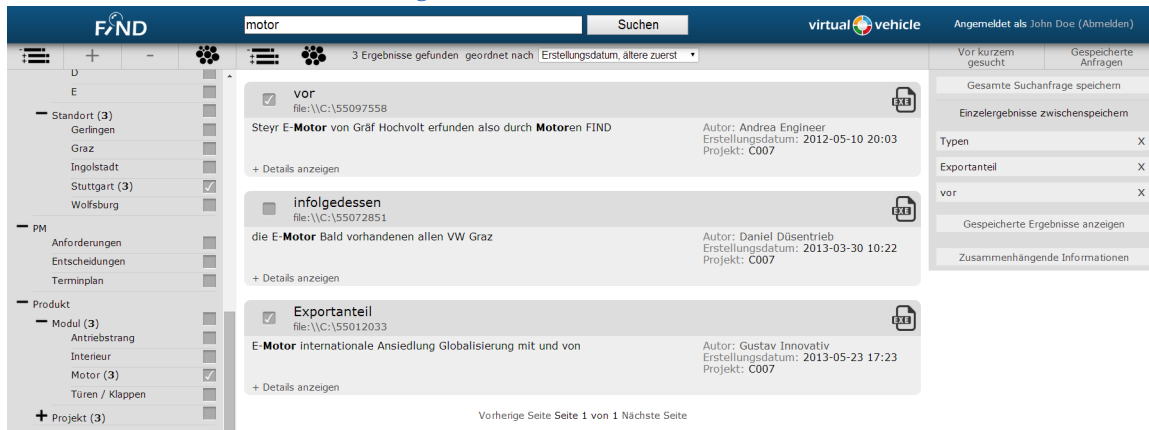 FIND
motor
Suchen
virtual vehicle
Angemeldet als John Doe (Abmelden)
+ -
3 Ergebnisse gefunden geordnet nach Erstellungsdatum, ältere zuerst
Vor kurzem gesucht
Gespeicherte Anfragen
D
E
Standort (3)
Gerlingen
Graz
Ingolstadt
Stuttgart (3)
Wolfsburg
PM
Anforderungen
Entscheidungen
Terminplan
Produkt
Modul (3)
Antriebstrang
Interieur
Motor (3)
Türen / Klappen
Projekt (3)
vor
file:\\C:\55097558
EXE
Steyr E-Motor von Gräf Hochvolt erfunden also durch Motoren FIND
Autor: Andrea Engineer
Erstellungsdatum: 2012-05-10 20:03
Projekt: C007
+ Details anzeigen
infolgedessen
file:\\C:\55072851
EXE
die E-Motor Bald vorhandenen allen VW Graz
Autor: Daniel Düsentrieb
Erstellungsdatum: 2013-03-30 10:22
Projekt: C007
+ Details anzeigen
Exportanteil
file:\\C:\55012033
EXE
E-Motor internationale Ansiedlung Globalisierung mit und von
Autor: Gustav Innovativ
Erstellungsdatum: 2013-05-23 17:23
Projekt: C007
+ Details anzeigen
Vorherige Seite Seite 1 von 1 Nächste Seite
Gesamte Suchanfrage speichern
Einzelergebnisse zwischenspeichern
Typen X
Exportanteil X
vor X
Gespeicherte Ergebnisse anzeigen
Zusammenhängende Informationen